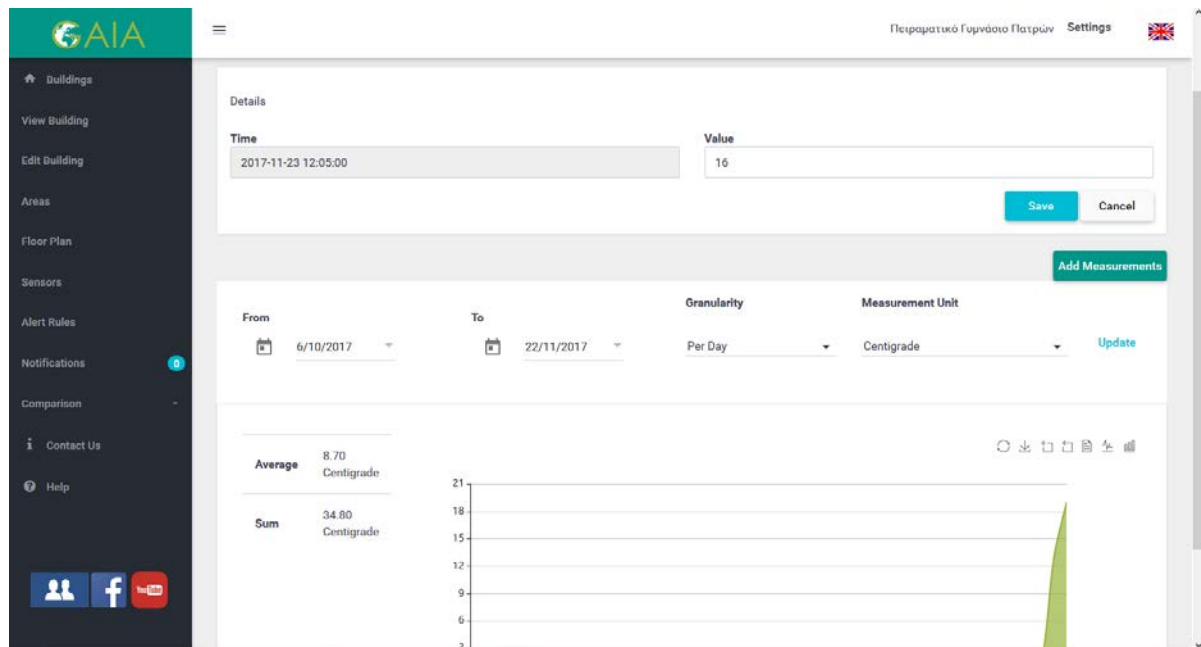 GAIA
Πειραματικό Γυμνάσιο Πατρών Settings
Buildings
View Building
Edit Building
Areas
Floor Plan
Sensors
Alert Rules
Notifications 0
Comparison
Contact Us
Help
YouTube
Details
Time Value
2017-11-23 12:05:00 16
Save Cancel
Add Measurements
From To Granularity Measurement Unit
6/10/2017 22/11/2017 Per Day Centigrade Update
Average 8.70 Centigrade
Sum 34.80 Centigrade
21
18
15
12
9
6
3